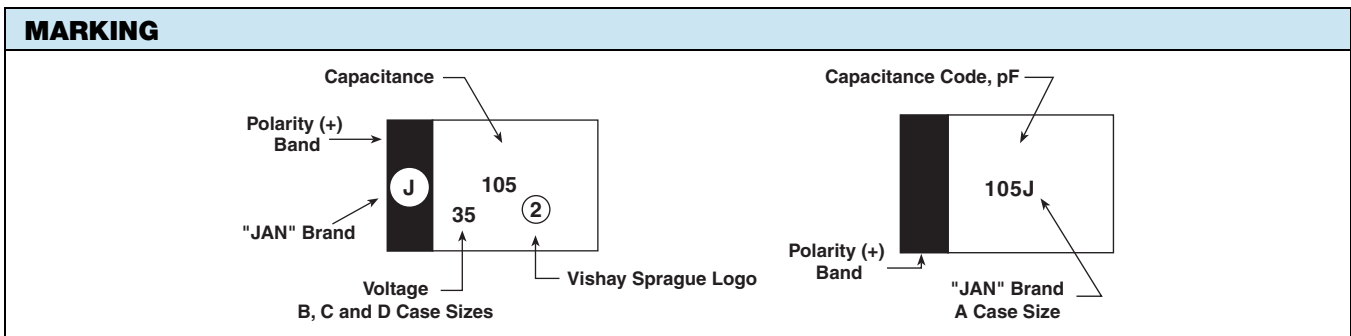 MARKING
Capacitance
Polarity (+)
Band
J
105
35
2
"JAN" Brand
Voltage
B, C and D Case Sizes
Vishay Sprague Logo
Capacitance Code, pF
105J
Polarity (+)
Band
"JAN" Brand
A Case Size